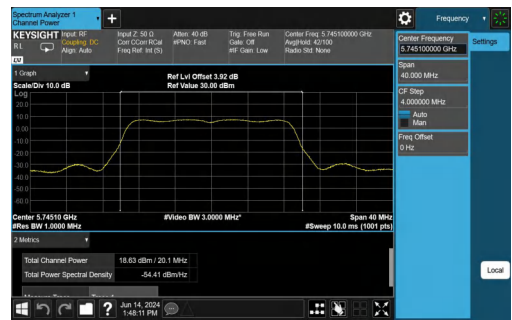 Spectrum Analyzer 1
Channel Power
+
Frequency
KEYSIGHT
RL
LXI
Input: RF
Coupling: DC
Align: Auto
Input Z: 50 Ω
Corr CCorr RCal
Freq Ref: Int (S)
Atten: 40 dB
#PNO: Fast
Trig: Free Run
Gate: Off
#IF Gain: Low
Center Freq: 5.745100000 GHz
Avg|Hold: 42/100
Radio Std: None
Center Frequency
5.745100000 GHz
Settings
Span
40.000 MHz
CF Step
4.000000 MHz
Auto
Man
Freq Offset
0 Hz
Local
1 Graph
Scale/Div 10.0 dB
Ref Lvl Offset 3.92 dB
Ref Value 30.00 dBm
Log
20.0
10.0
0.00
-10.0
-20.0
-30.0
-40.0
-50.0
-60.0
Center 5.74510 GHz
#Res BW 1.0000 MHz
#Video BW 3.0000 MHz*
Span 40 MHz
#Sweep 10.0 ms (1001 pts)
2 Metrics
Total Channel Power 18.63 dBm / 20.1 MHz
Total Power Spectral Density -54.41 dBm/Hz
?
Jun 14, 2024
1:48:11 PM